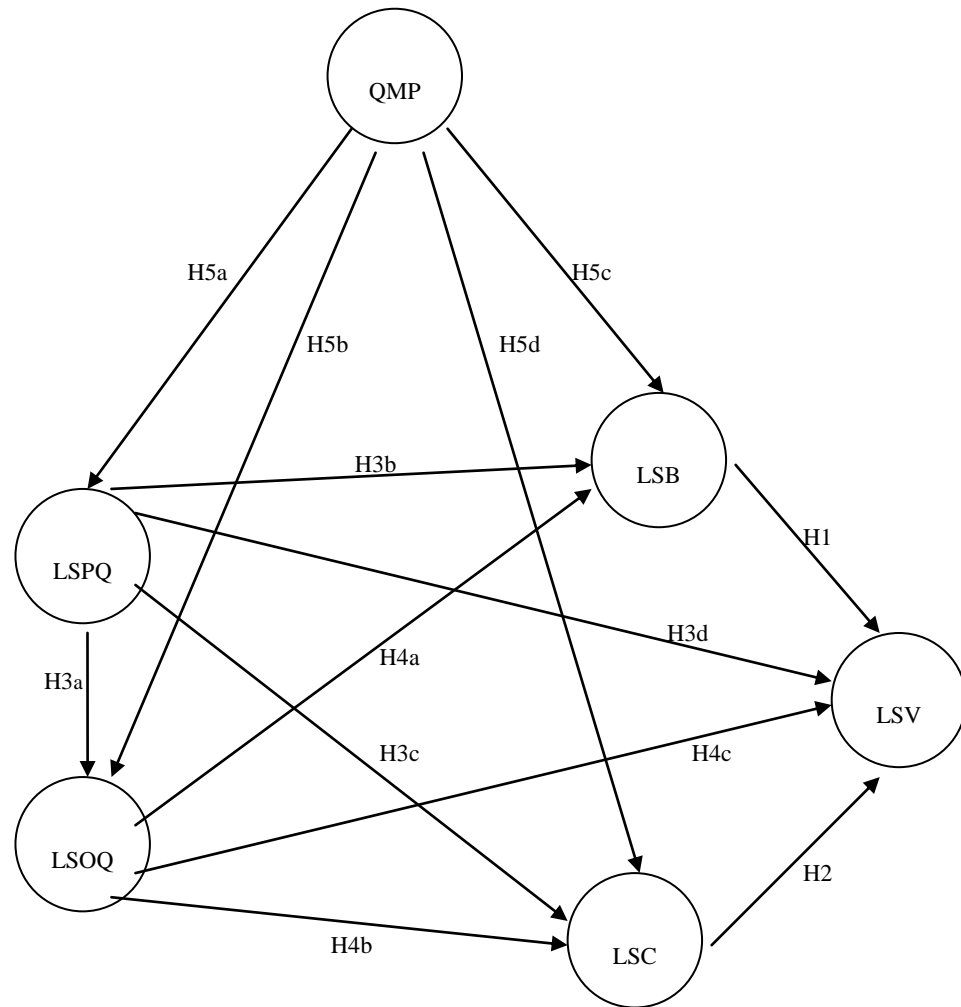 QMP
H5a
H5c
H5b
H5d
H3b
LSB
H1
LSPQ
H3d
H4a
H3a
LSV
H3c
H4c
LSOQ
H2
H4b
LSC